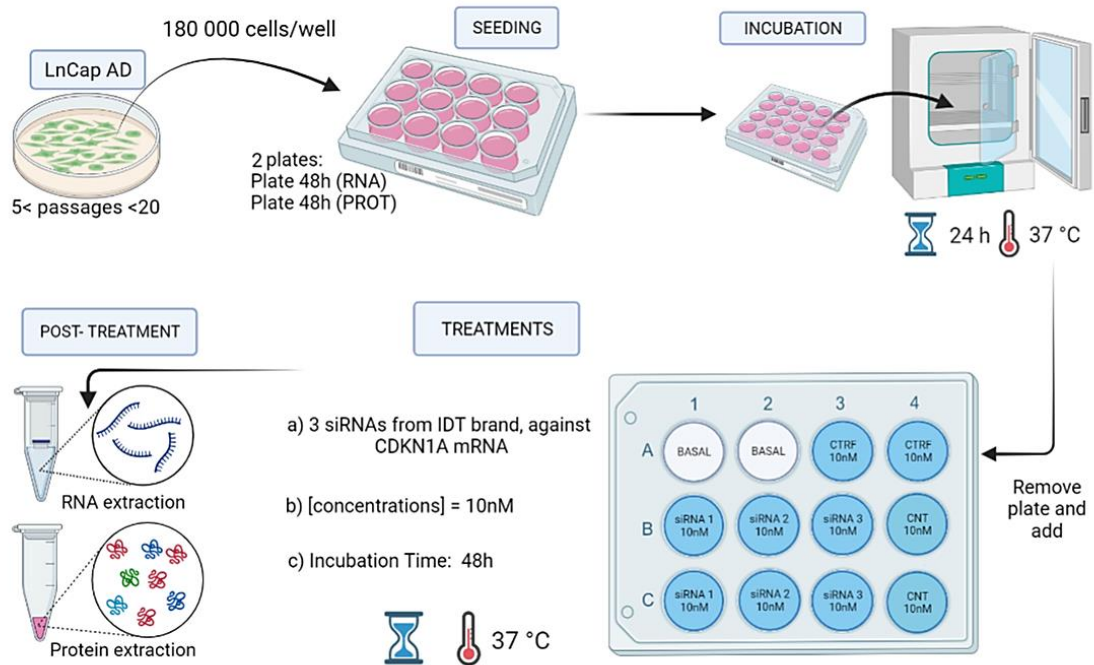 180 000 cells/well
SEEDING
INCUBATION
LnCap AD
2 plates:
Plate 48h (RNA)
Plate 48h (PROT)
5< passages <20
24 h
37 °C
POST- TREATMENT
TREATMENTS
1 2 3 4
A
BASAL
BASAL
CTRF
10nM
CTRF
10nM
B
siRNA 1
10nM
siRNA 2
10nM
siRNA 3
10nM
CNT
10nM
C
siRNA 1
10nM
siRNA 2
10nM
siRNA 3
10nM
CNT
10nM
Remove
plate and
add
a) 3 siRNAs from IDT brand, against
CDKN1A mRNA
b) [concentrations] = 10nM
c) Incubation Time: 48h
37 °C
RNA extraction
Protein extraction